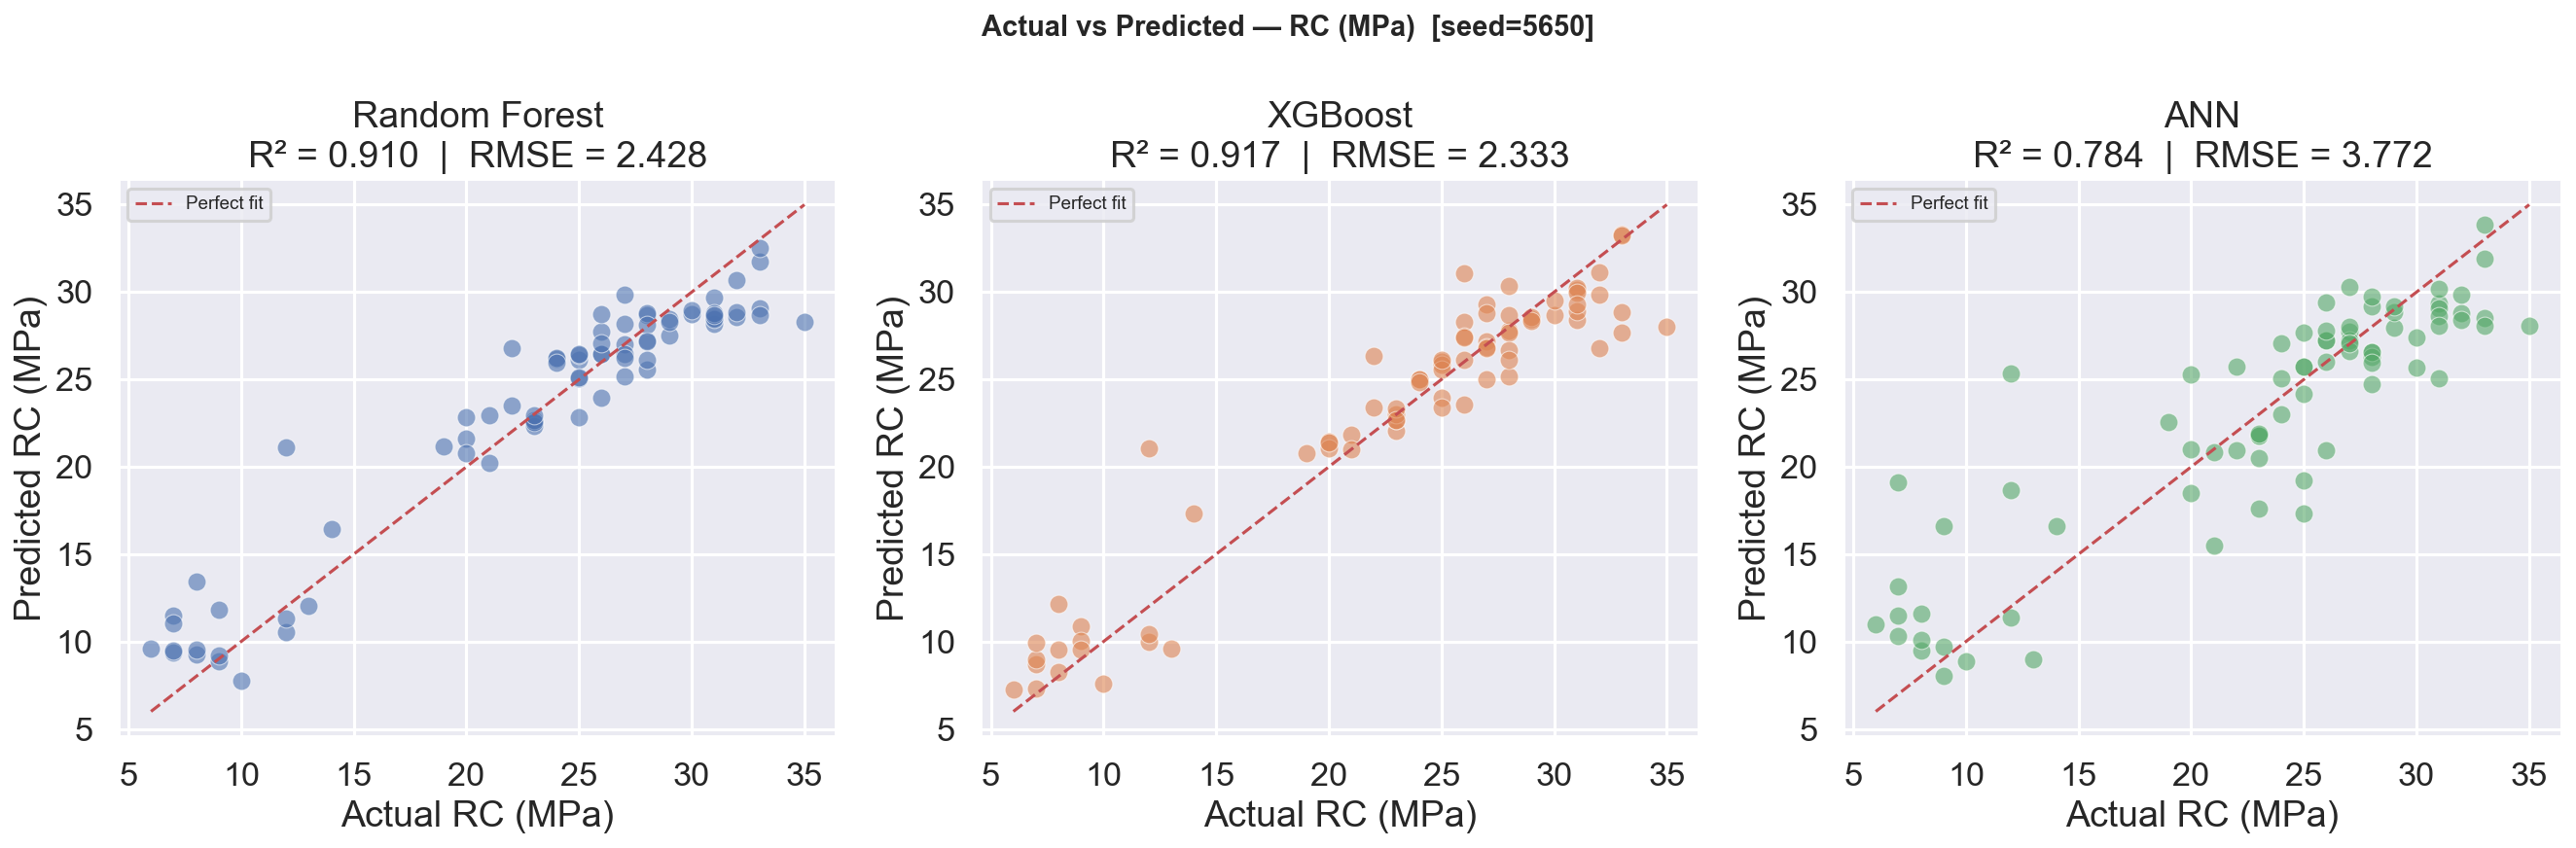 Actual vs Predicted — RC (MPa)  [seed=5650]
Random Forest
R² = 0.910  |  RMSE = 2.428
Perfect fit
35
30
25
20
15
10
5
Predicted RC (MPa)
5 10 15 20 25 30 35
Actual RC (MPa)
XGBoost
R² = 0.917  |  RMSE = 2.333
Perfect fit
35
30
25
20
15
10
5
Predicted RC (MPa)
5 10 15 20 25 30 35
Actual RC (MPa)
ANN
R² = 0.784  |  RMSE = 3.772
Perfect fit
35
30
25
20
15
10
5
Predicted RC (MPa)
5 10 15 20 25 30 35
Actual RC (MPa)